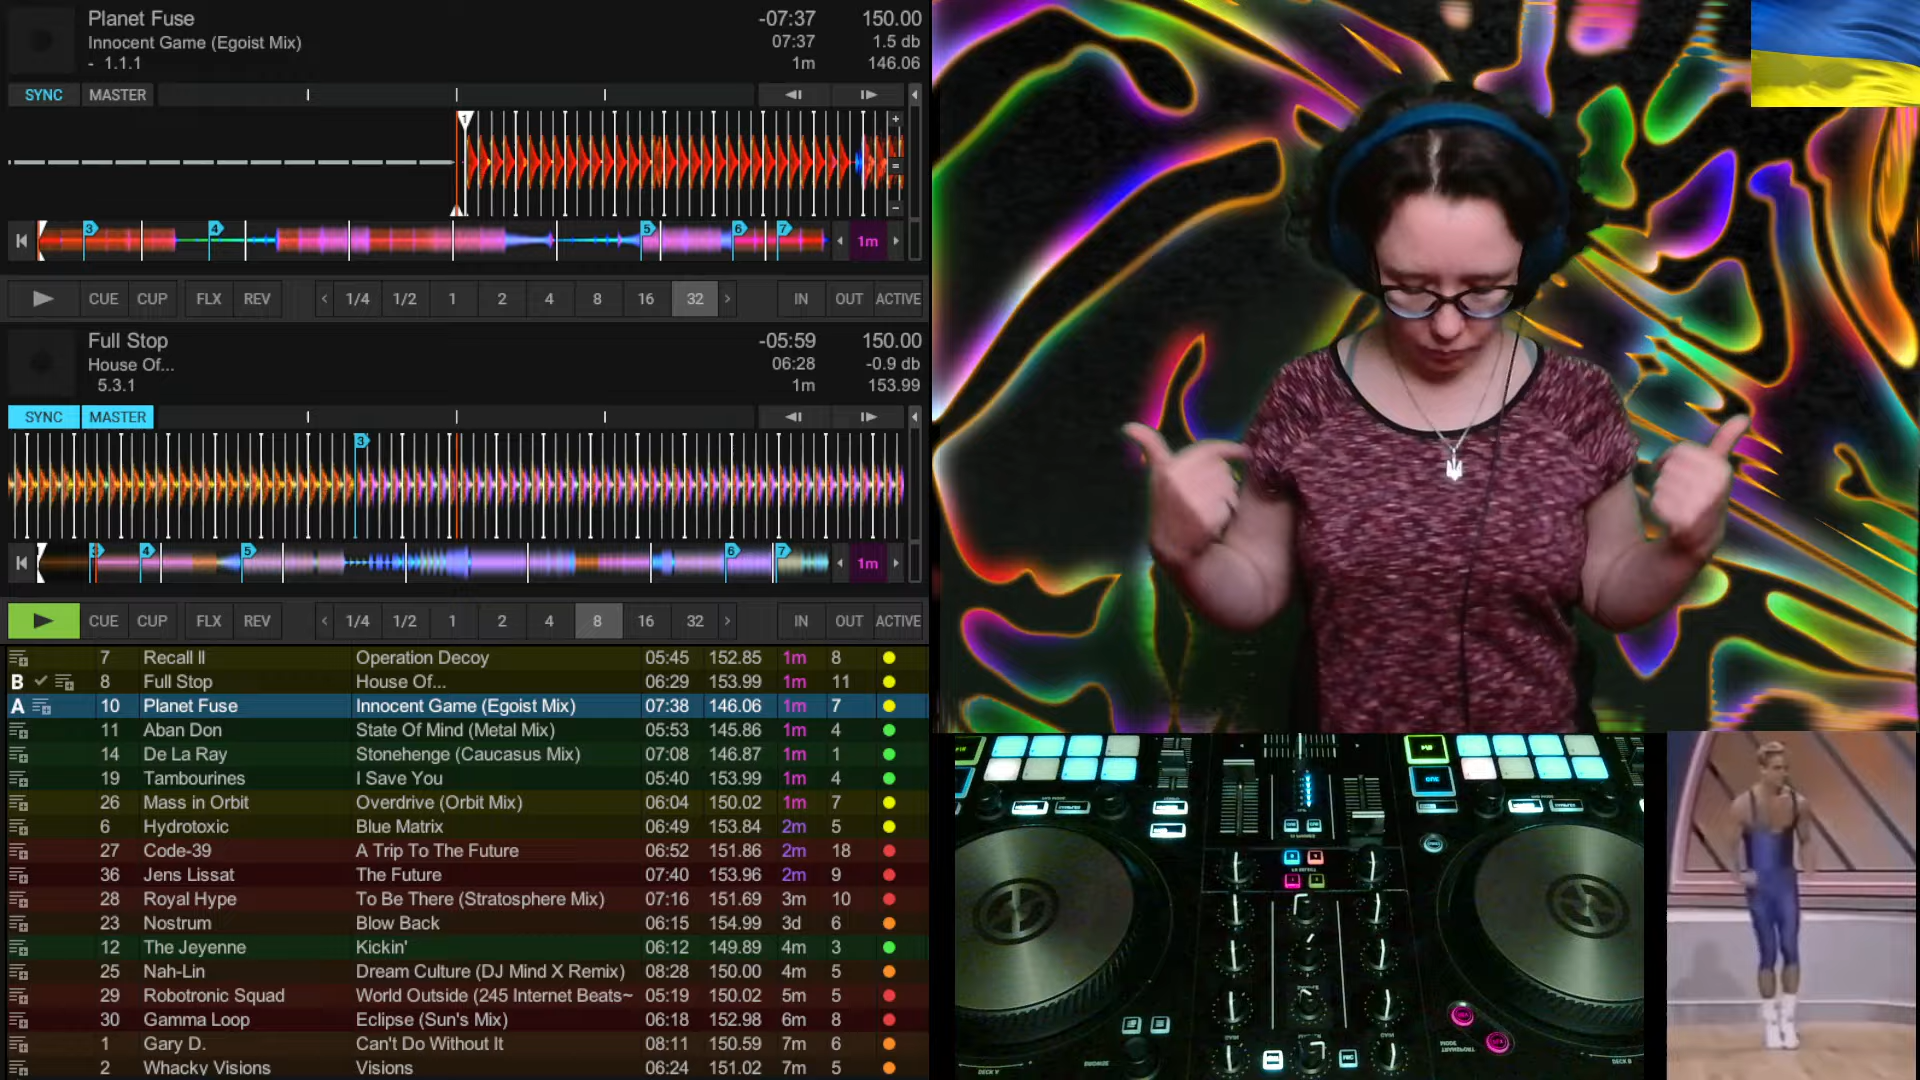 Planet Fuse -07:37 150.00
Innocent Game (Egoist Mix) 07:37 1.5 db
- 1.1.1 1m 146.06
SYNC MASTER
1
3 4 5 6 7 1m
CUE CUP FLX REV 1/4 1/2 1 2 4 8 16 32 IN OUT ACTIVE
Full Stop -05:59 150.00
House Of... 06:28 -0.9 db
5.3.1 1m 153.99
SYNC MASTER
3
3 4 5 6 7 1m
CUE CUP FLX REV 1/4 1/2 1 2 4 8 16 32 IN OUT ACTIVE
7 Recall II Operation Decoy 05:45 152.85 1m 8
B 8 Full Stop House Of... 06:29 153.99 1m 11
A 10 Planet Fuse Innocent Game (Egoist Mix) 07:38 146.06 1m 7
11 Aban Don State Of Mind (Metal Mix) 05:53 145.86 1m 4
14 De La Ray Stonehenge (Caucasus Mix) 07:08 146.87 1m 1
19 Tambourines I Save You 05:40 153.99 1m 4
26 Mass in Orbit Overdrive (Orbit Mix) 06:04 150.02 1m 7
6 Hydrotoxic Blue Matrix 06:49 153.84 2m 5
27 Code-39 A Trip To The Future 06:52 151.86 2m 18
36 Jens Lissat The Future 07:40 153.96 2m 9
28 Royal Hype To Be There (Stratosphere Mix) 07:16 151.69 3m 10
23 Nostrum Blow Back 06:15 154.99 3d 6
12 The Jeyenne Kickin' 06:12 149.89 4m 3
25 Nah-Lin Dream Culture (DJ Mind X Remix) 08:28 150.00 4m 5
29 Robotronic Squad World Outside (245 Internet Beats~ 05:19 150.02 5m 5
30 Gamma Loop Eclipse (Sun's Mix) 06:18 152.98 6m 8
1 Gary D. Can't Do Without It 08:11 150.59 7m 6
2 Whacky Visions Visions 06:24 151.02 7m 5